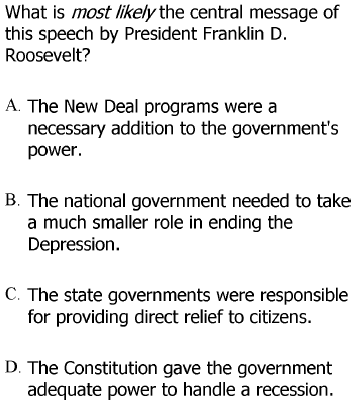 What is most likely the central message of
this speech by President Franklin D.
Roosevelt?
A. The New Deal programs were a
necessary addition to the government's
power.
B. The national government needed to take
a much smaller role in ending the
Depression.
C. The state governments were responsible
for providing direct relief to citizens.
D. The Constitution gave the government
adequate power to handle a recession.